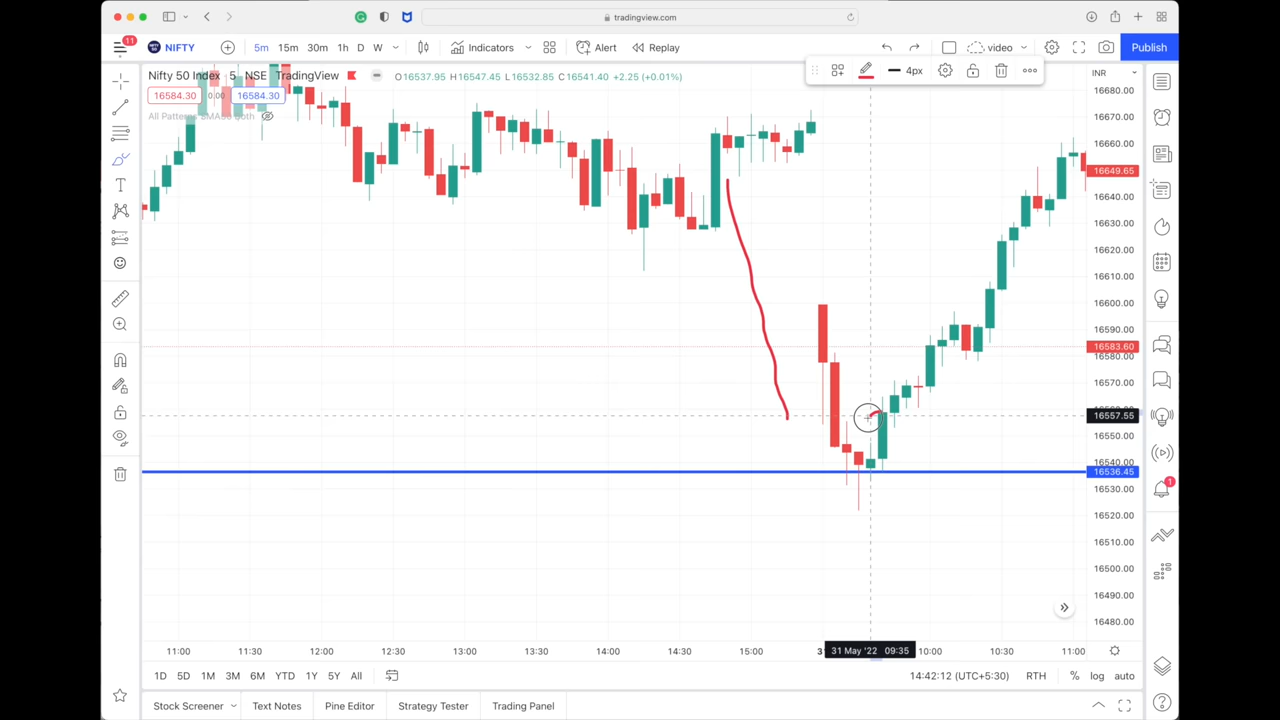 tradingview.com
11
NIFTY
5m 15m 30m 1h D W
Indicators
Alert
Replay
video
Publish
4px
Nifty 50 Index 5 NSE TradingView
O16537.95 H16547.45 L16532.85 C16541.40 +2.25 (+0.01%)
16584.30 0.00 16584.30
INR
16680.00
16670.00
16660.00
16649.65
16640.00
16630.00
16620.00
16610.00
16600.00
16590.00
16583.60
16580.00
16570.00
16557.55
16550.00
16540.00
16536.45
16530.00
16520.00
16510.00
16500.00
16490.00
16480.00
1
11:00 11:30 12:00 12:30 13:00 13:30 14:00 14:30 15:00 31 May '22 09:35 10:00 10:30 11:00
1D 5D 1M 3M 6M YTD 1Y 5Y All
14:42:12 (UTC+5:30) RTH % log auto
Stock Screener Text Notes Pine Editor Strategy Tester Trading Panel